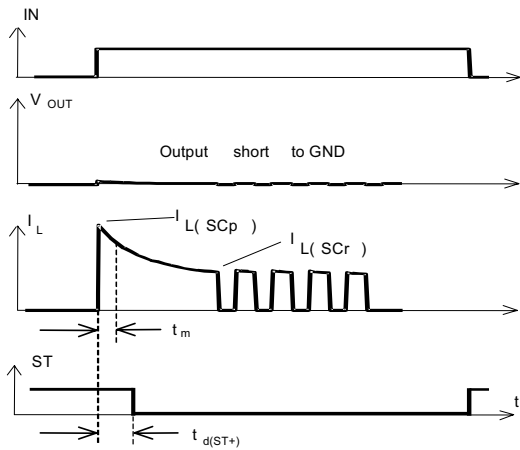 IN
V OUT
Output short to GND
I L
I L( SCp )
I L( SCr )
t m
ST
t
t d(ST+)